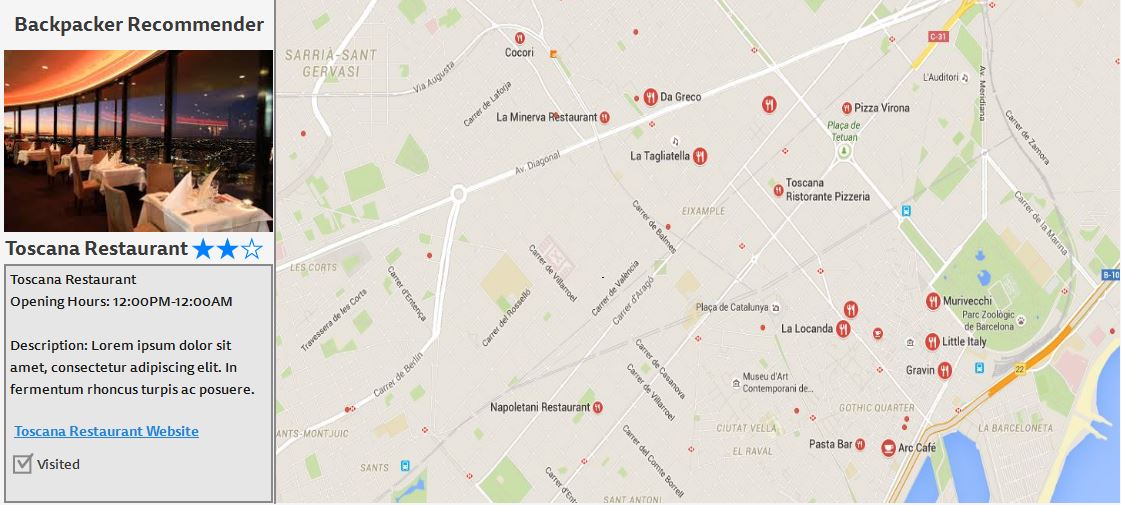 Backpacker Recommender
Toscana Restaurant
Toscana Restaurant
Opening Hours: 12:00PM-12:00AM
Description: Lorem ipsum dolor sit
amet, consectetur adipiscing elit. In
fermentum rhoncus turpis ac posuere.
Toscana Restaurant Website
Visited
Cocori
SARRIÀ-SANT
GERVASI
Via Augusta
Carrer de Laforja
La Minerva Restaurant
Da Greco
C-31
L'Auditori
Av. Meridiana
Pizza Virona
Plaça de
Tetuan
Carrer de Zamora
La Tagliatella
Av. Diagonal
Toscana
Ristorante Pizzeria
EIXAMPLE
Carrer de la Marina
Carrer de Balmes
LES CORTS
Carrer d'Entença
Carrer de Villarroel
Carrer de València
Carrer d'Aragó
B-10
Travessera de les Corts
Carrer del Rosselló
Plaça de Catalunya
Murivecchi
Parc Zoològic
de Barcelona
La Locanda
Little Italy
Carrer de Berlín
Carrer de Casanova
Carrer de Villarroel
Gravin
22
Museu d'Art
Contemporani de...
Napoletani Restaurant
GOTHIC QUARTER
CIUTAT VELLA
LA BARCELONETA
ANTS-MONTJUIC
Pasta Bar
Arc Café
EL RAVAL
Carrer del Comte Borrell
SANTS
Carrer d'Ent
SANT ANTONI